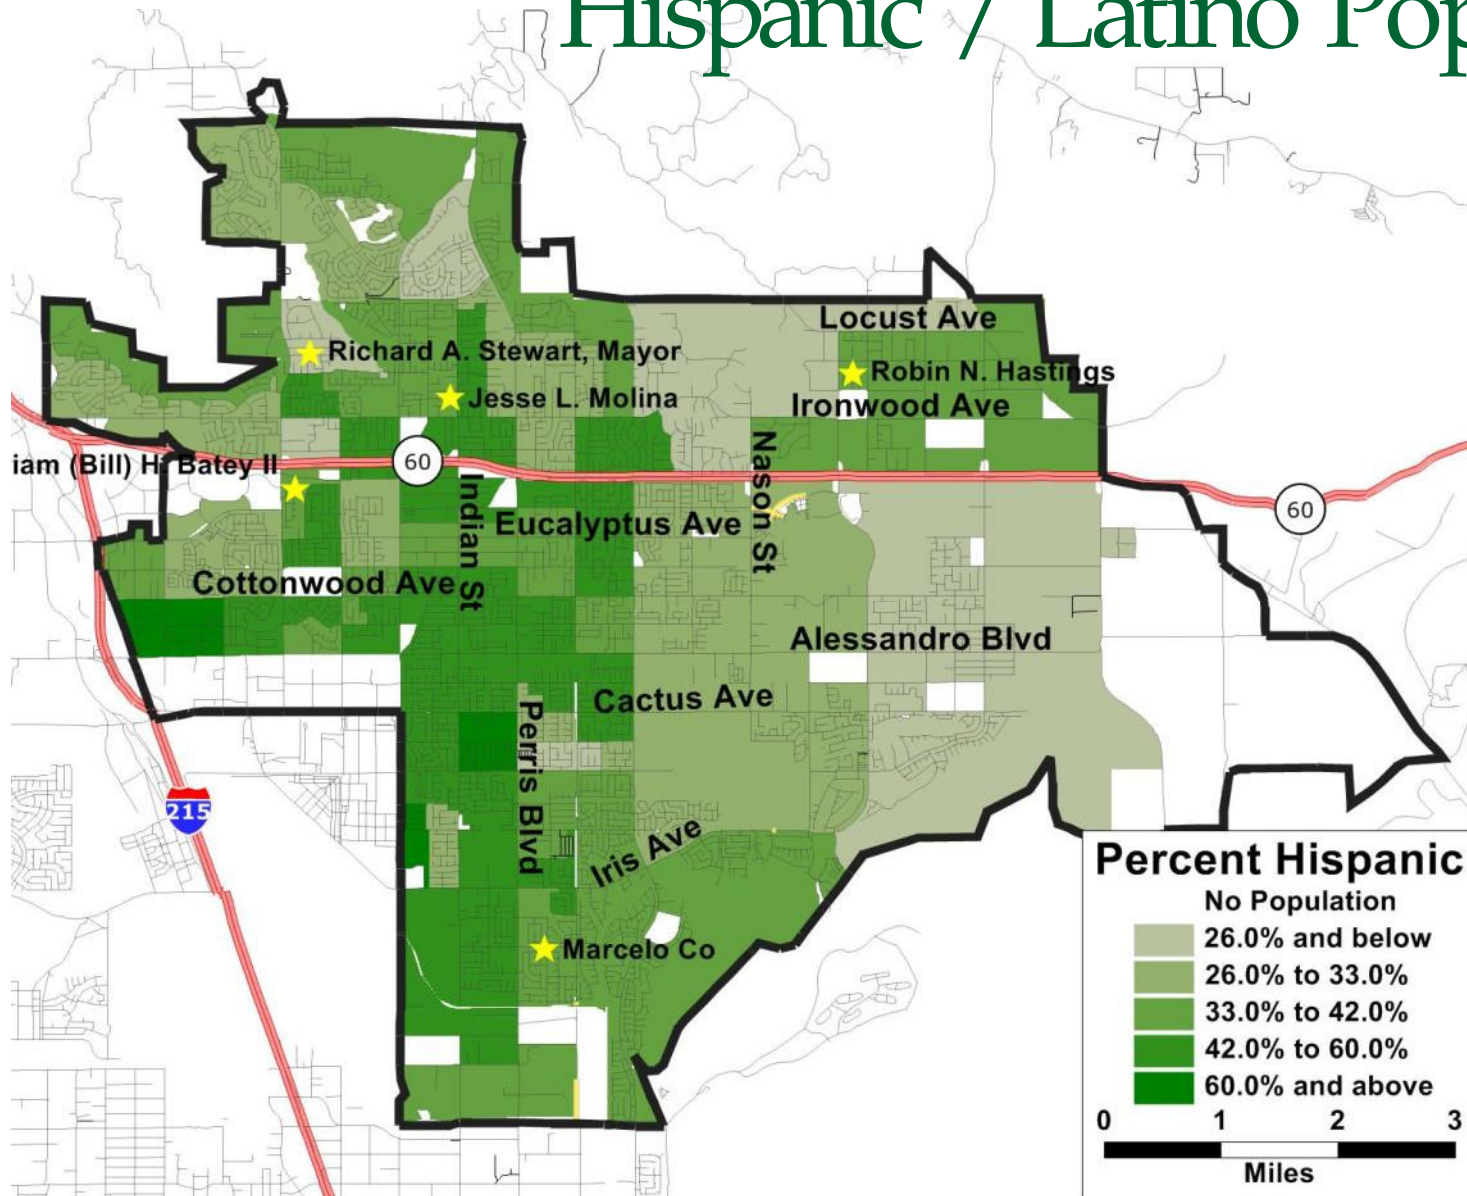 Hispanic / Latino Pop
Locust Ave
Richard A. Stewart, Mayor
Robin N. Hastings
Jesse L. Molina
Ironwood Ave
iam (Bill) H. Batey II
60
Nason St
Indian St
60
Eucalyptus Ave
Cottonwood Ave
Alessandro Blvd
Cactus Ave
Perris Blvd
215
Iris Ave
Marcelo Co
Percent Hispanic
No Population
26.0% and below
26.0% to 33.0%
33.0% to 42.0%
42.0% to 60.0%
60.0% and above
0 1 2 3
Miles